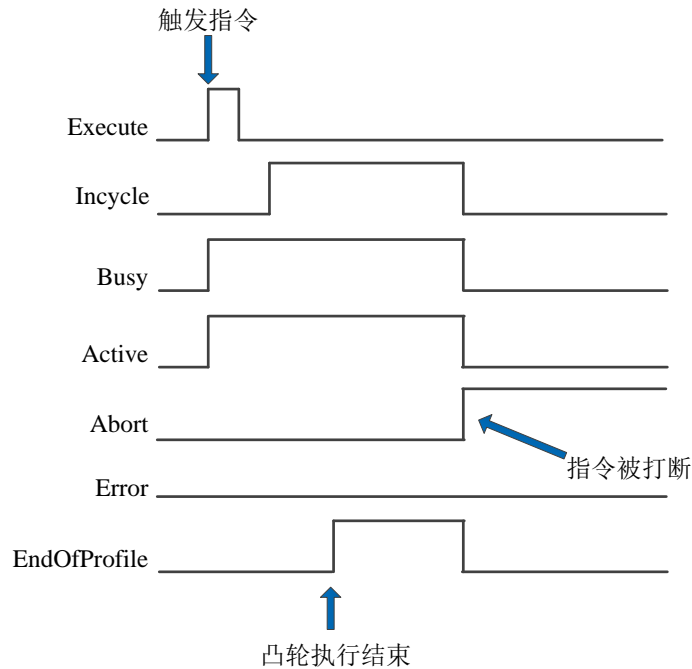 触发指令
Execute
Incycle
Busy
Active
Abort
指令被打断
Error
EndOfProfile
凸轮执行结束